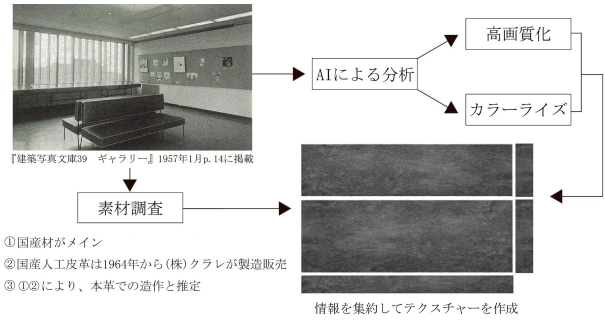 高画質化
AIによる分析
カラーライズ
『建築写真文庫39　ギャラリー』1957年1月p.14に掲載
素材調査
①国産材がメイン
②国産人工皮革は1964年から(株)クラレが製造販売
③①②により、本革での造作と推定
情報を集約してテクスチャーを作成